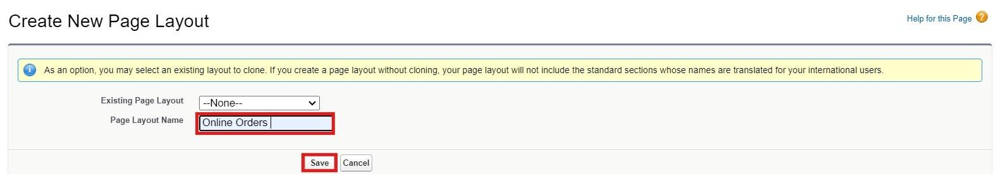 Create New Page Layout
Help for this Page ?
i As an option, you may select an existing layout to clone. If you create a page layout without cloning, your page layout will not include the standard sections whose names are translated for your international users.
Existing Page Layout --None--
Page Layout Name Online Orders
Save Cancel